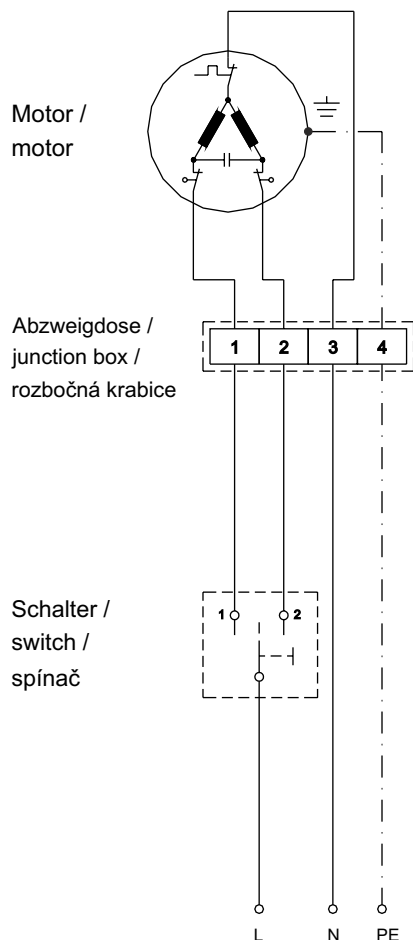 Motor /
motor
Abzweigdose /
junction box /
rozbočná krabice
1 2 3 4
Schalter /
switch /
spínač
1 2
L N PE